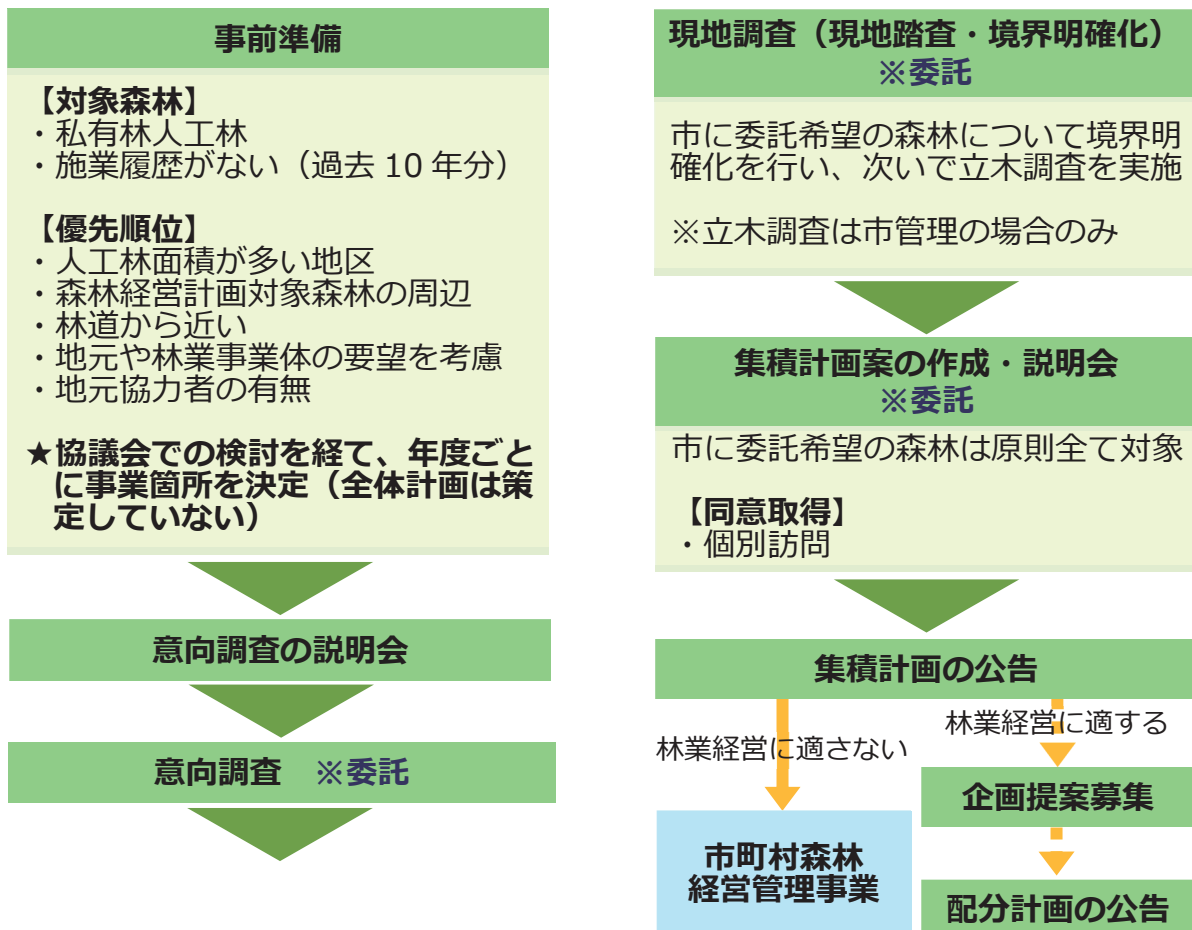 事前準備
【対象森林】
・私有林人工林
・施業履歴がない（過去 10 年分）
【優先順位】
・人工林面積が多い地区
・森林経営計画対象森林の周辺
・林道から近い
・地元や林業事業体の要望を考慮
・地元協力者の有無
★協議会での検討を経て、年度ごと
に事業箇所を決定（全体計画は策
定していない）
意向調査の説明会
意向調査　※委託
現地調査（現地踏査・境界明確化）
※委託
市に委託希望の森林について境界明
確化を行い、次いで立木調査を実施
※立木調査は市管理の場合のみ
集積計画案の作成・説明会
※委託
市に委託希望の森林は原則全て対象
【同意取得】
・個別訪問
集積計画の公告
林業経営に適さない
林業経営に適する
企画提案募集
市町村森林
経営管理事業
配分計画の公告